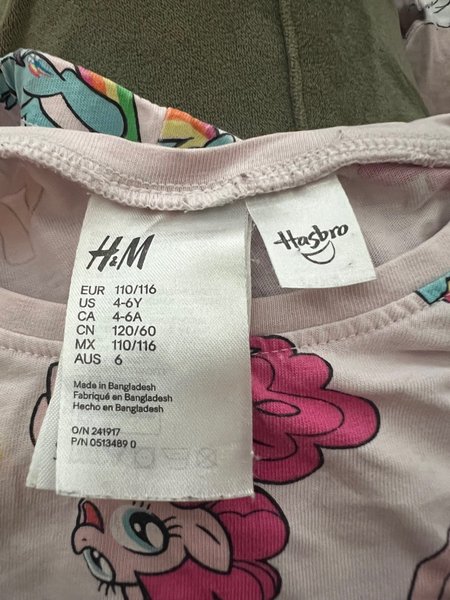 H&M
EUR 110/116
US 4-6Y
CA 4-6A
CN 120/60
MX 110/116
AUS 6
Made in Bangladesh
Fabriqué en Bangladesh
Hecho en Bangladesh
O/N 241917
P/N 0513489 0
Hasbro